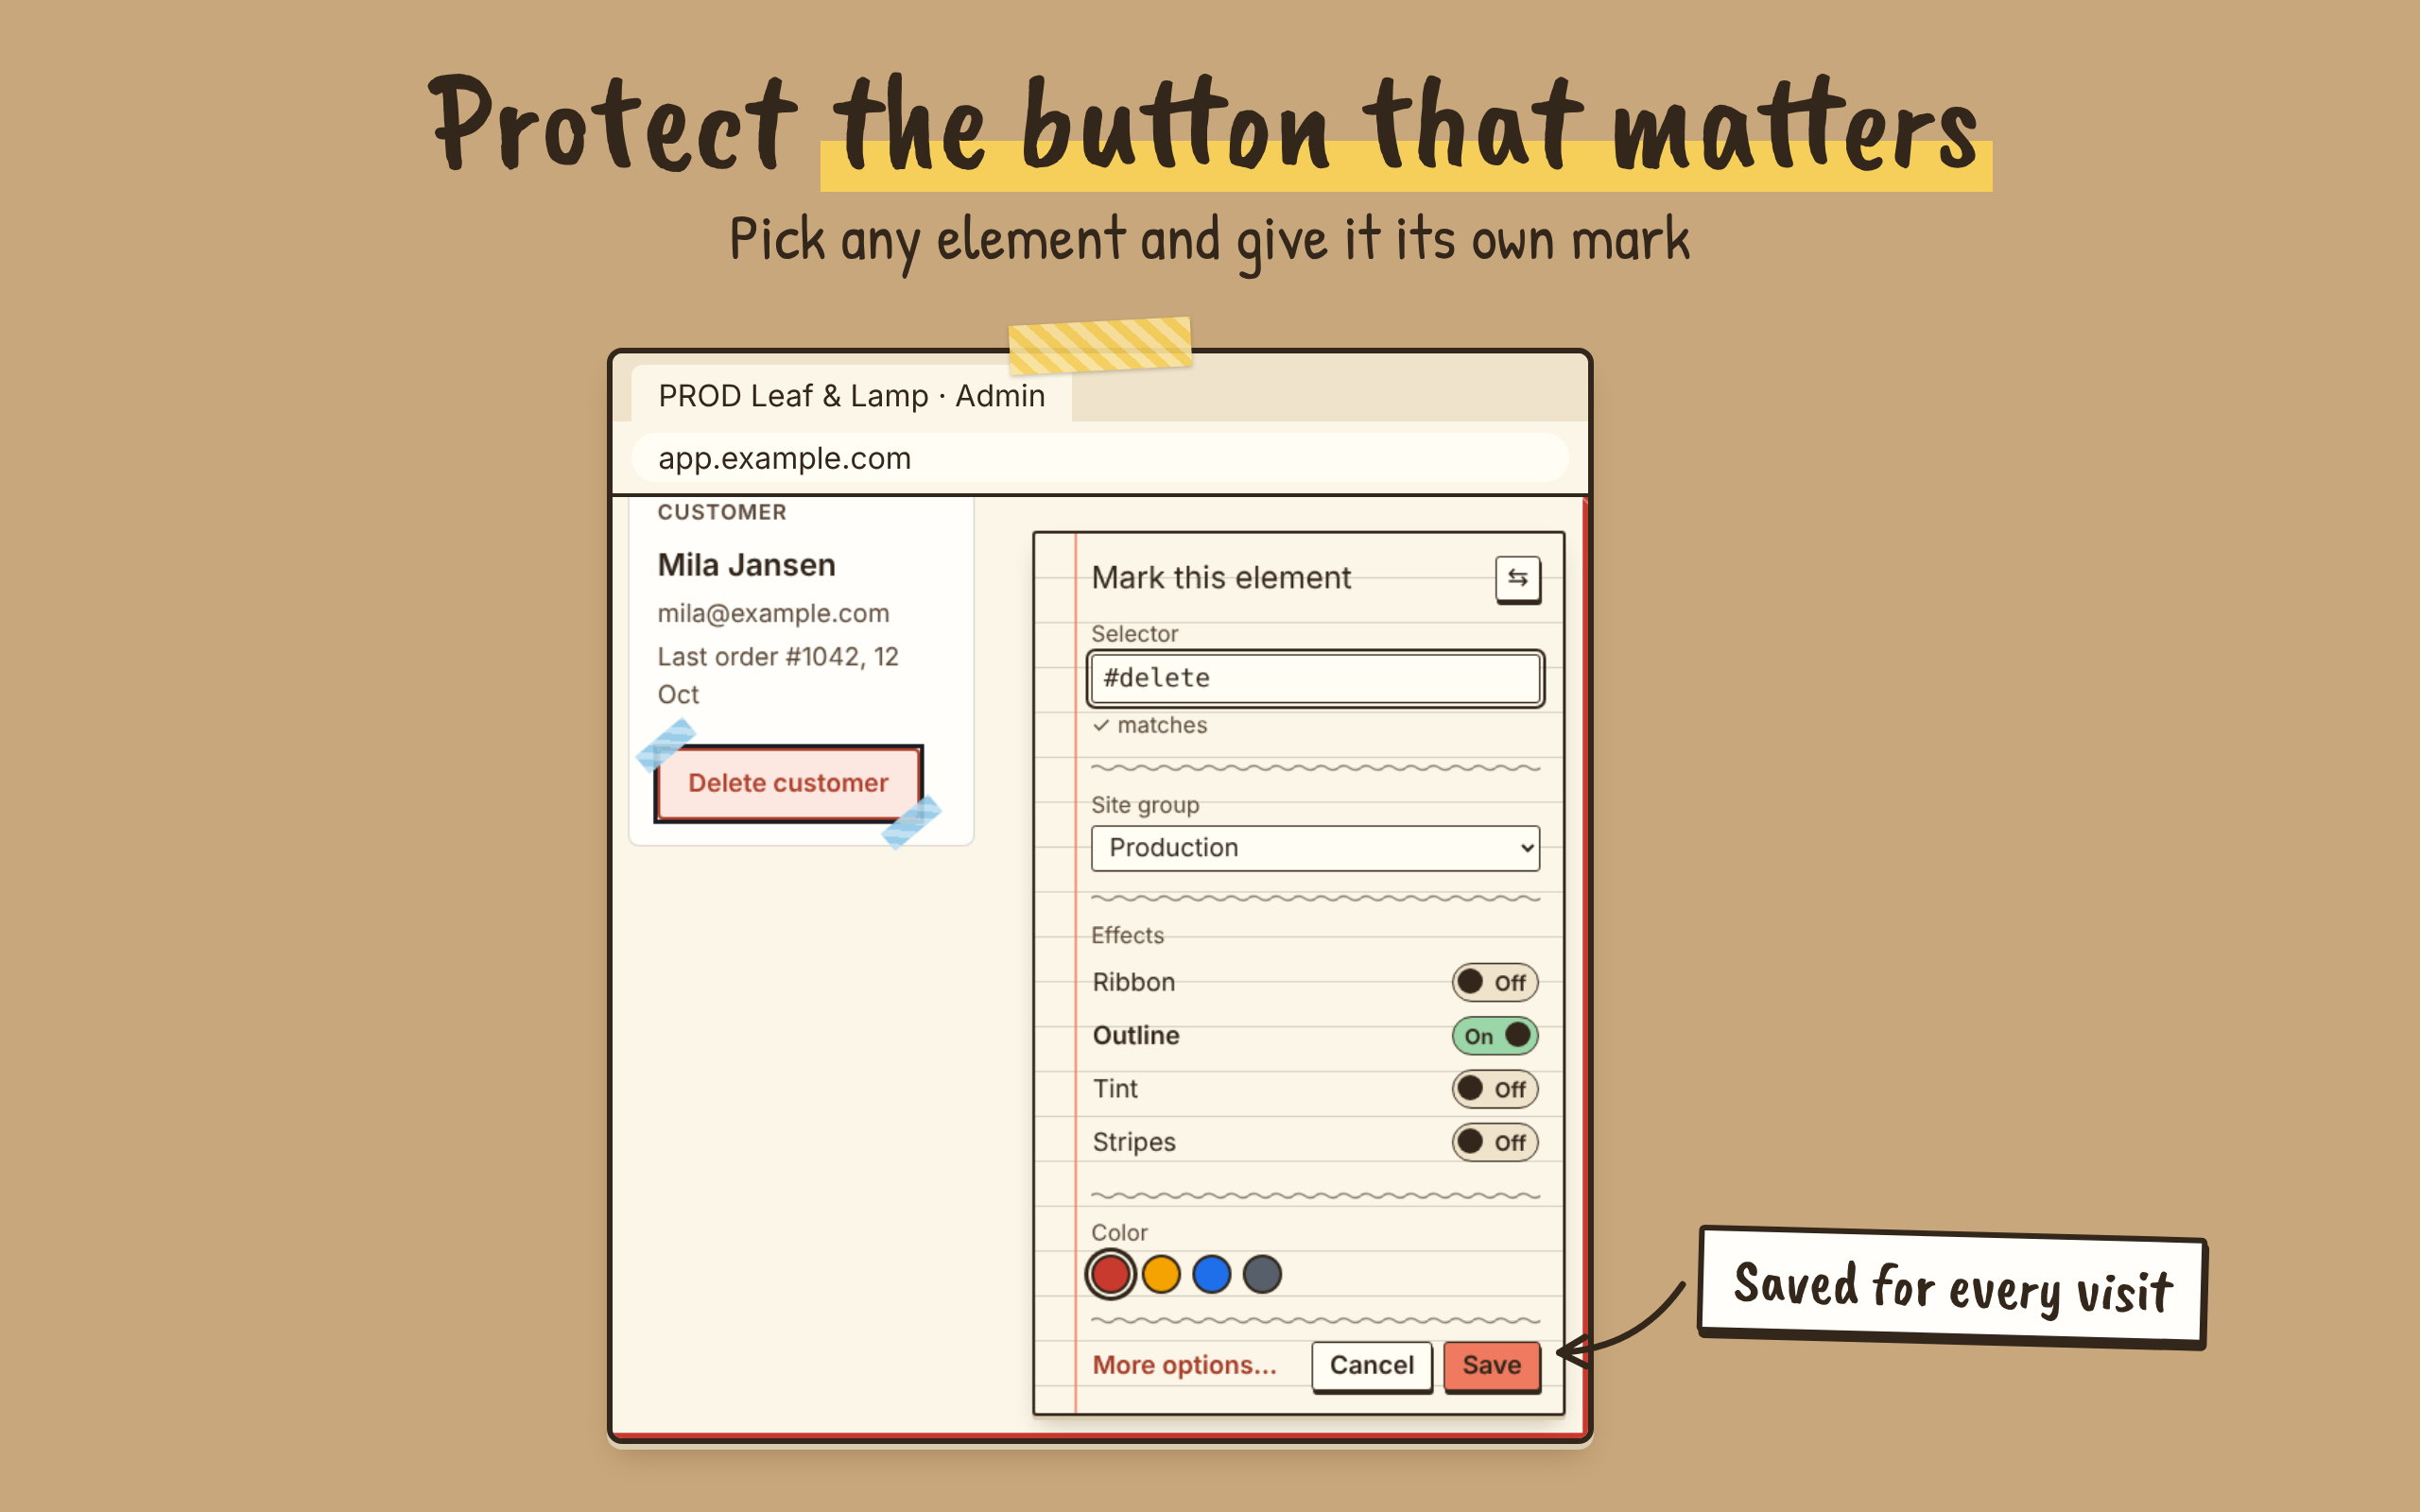 Protect the button that matters
Pick any element and give it its own mark
PROD Leaf & Lamp · Admin
app.example.com
CUSTOMER
Mila Jansen
mila@example.com
Last order #1042, 12
Oct
Delete customer
Mark this element
⇆
Selector
#delete
✓ matches
Site group
Production
Effects
Ribbon Off
Outline On
Tint Off
Stripes Off
Color
More options... Cancel Save
Saved for every visit